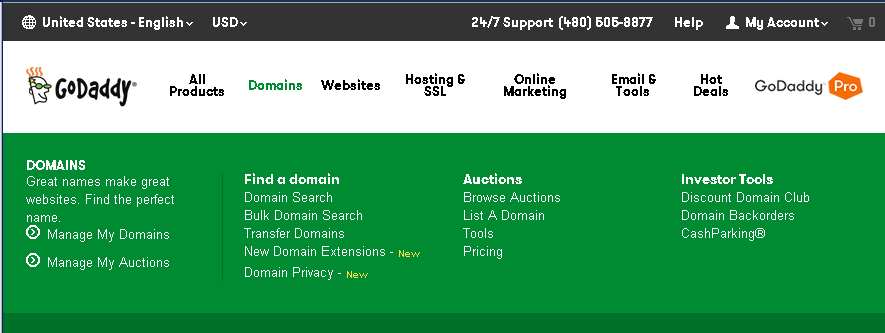 United States - English
USD
24/7 Support (480) 505-8877
Help
My Account
0
GoDaddy
All Products
Domains
Websites
Hosting & SSL
Online Marketing
Email & Tools
Hot Deals
GoDaddy Pro
DOMAINS
Great names make great
websites. Find the perfect
name.
Manage My Domains
Manage My Auctions
Find a domain
Domain Search
Bulk Domain Search
Transfer Domains
New Domain Extensions - New
Domain Privacy - New
Auctions
Browse Auctions
List A Domain
Tools
Pricing
Investor Tools
Discount Domain Club
Domain Backorders
CashParking®